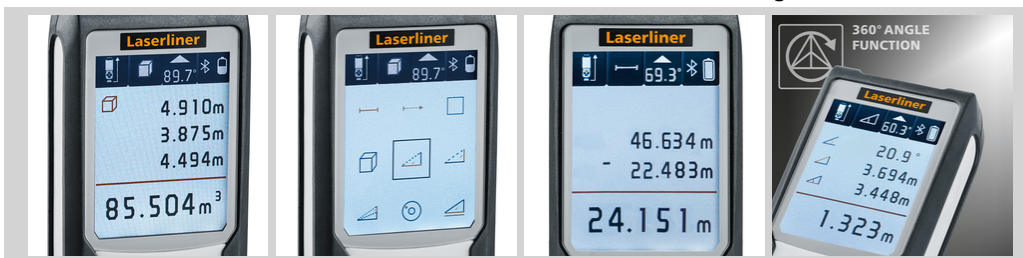 Laserliner
89.7°
4.910m
3.875m
4.494m
85.504m³
Laserliner
89.7°
Laserliner
69.3°
46.634m
- 22.483m
24.151m
360° ANGLE
FUNCTION
Laserliner
60.3°
20.9°
3.694m
3.448m
1.323m